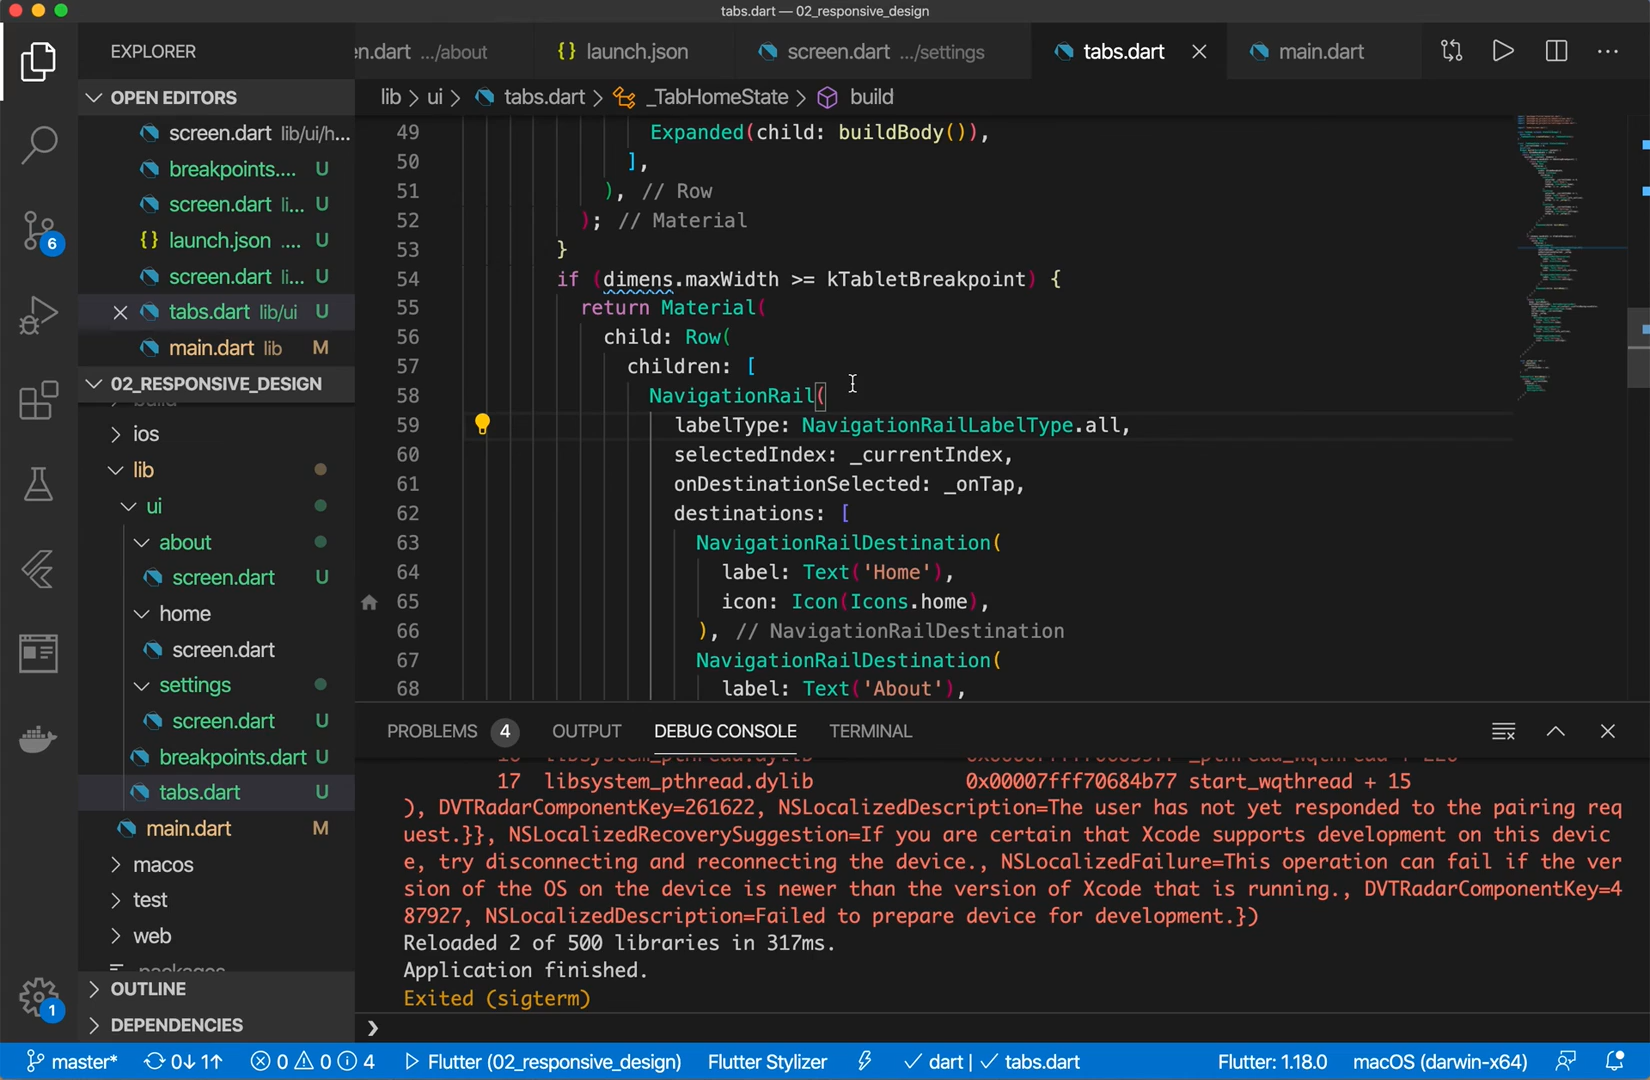 tabs.dart — 02_responsive_design
EXPLORER
en.dart .../about
{} launch.json
screen.dart .../settings
tabs.dart
main.dart
OPEN EDITORS
lib > ui > tabs.dart > _TabHomeState > build
screen.dart lib/ui/h...
breakpoints.... U
screen.dart li... U
{} launch.json .... U
screen.dart li... U
tabs.dart lib/ui U
main.dart lib M
02_RESPONSIVE_DESIGN
build
ios
lib
ui
about
screen.dart U
home
screen.dart
settings
screen.dart U
breakpoints.dart U
tabs.dart U
main.dart M
macos
test
web
.packages
OUTLINE
DEPENDENCIES
6
1
49 Expanded(child: buildBody()),
50 ],
51 ), // Row
52 ); // Material
53 }
54 if (dimens.maxWidth >= kTabletBreakpoint) {
55 return Material(
56 child: Row(
57 children: [
58 NavigationRail(
59 labelType: NavigationRailLabelType.all,
60 selectedIndex: _currentIndex,
61 onDestinationSelected: _onTap,
62 destinations: [
63 NavigationRailDestination(
64 label: Text('Home'),
65 icon: Icon(Icons.home),
66 ), // NavigationRailDestination
67 NavigationRailDestination(
68 label: Text('About'),
PROBLEMS 4 OUTPUT DEBUG CONSOLE TERMINAL
17 libsystem_pthread.dylib 0x00007fff70684b77 start_wqthread + 15
), DVTRadarComponentKey=261622, NSLocalizedDescription=The user has not yet responded to the pairing req
uest.}}, NSLocalizedRecoverySuggestion=If you are certain that Xcode supports development on this devic
e, try disconnecting and reconnecting the device., NSLocalizedFailure=This operation can fail if the ver
sion of the OS on the device is newer than the version of Xcode that is running., DVTRadarComponentKey=4
87927, NSLocalizedDescription=Failed to prepare device for development.})
Reloaded 2 of 500 libraries in 317ms.
Application finished.
Exited (sigterm)
master* 0↓ 1↑ 0 0 4 Flutter (02_responsive_design) Flutter Stylizer dart | tabs.dart Flutter: 1.18.0 macOS (darwin-x64)